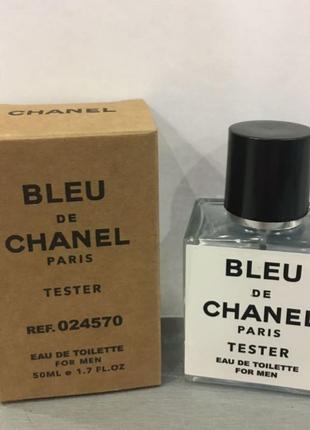 CHANEL
BLEU
DE
CHANEL
PARIS
TESTER
REF. 024570
EAU DE TOILETTE
FOR MEN
50ML e 1.7 FL.OZ
BLEU
DE
CHANEL
PARIS
TESTER
EAU DE TOILETTE
FOR MEN